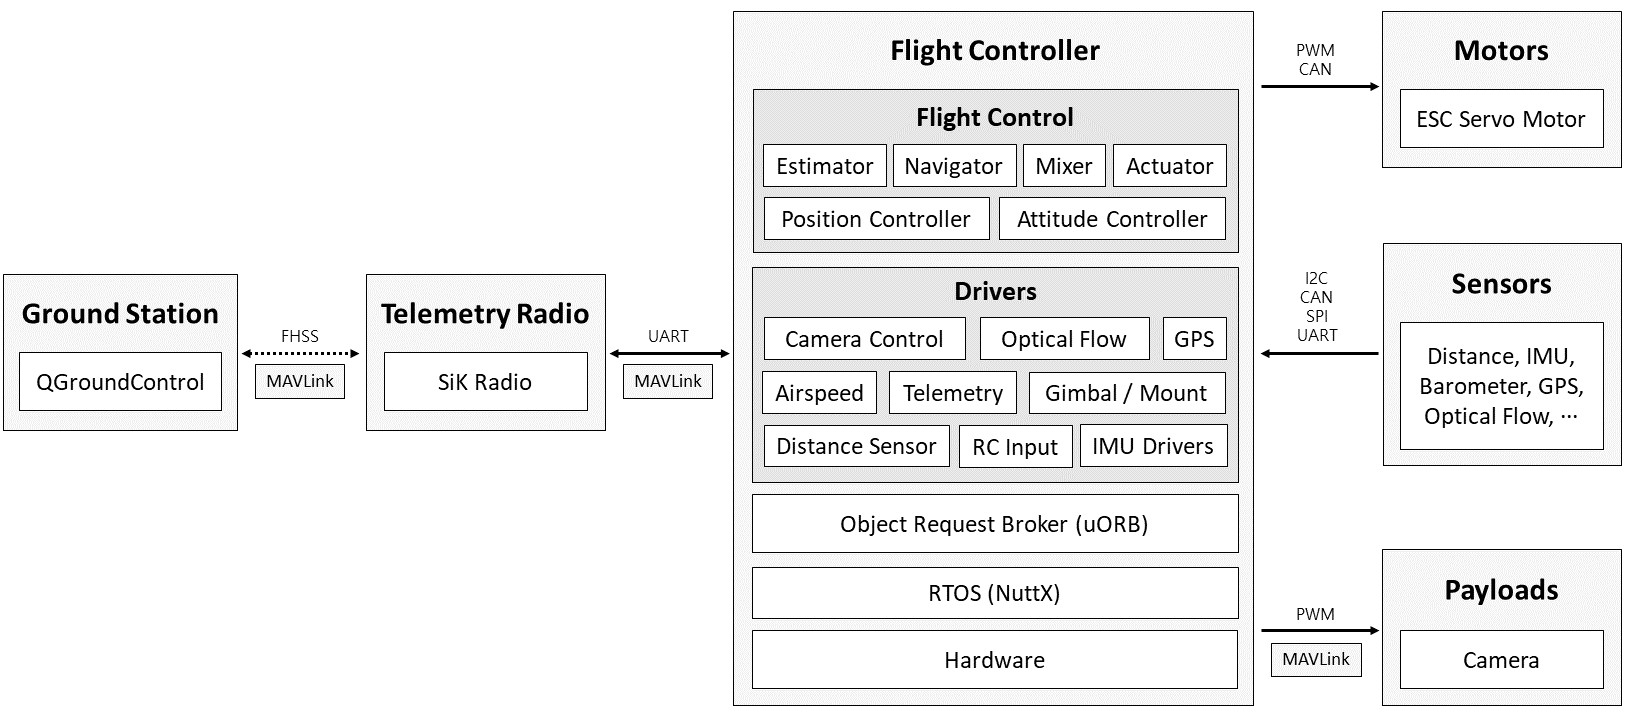 Ground Station
QGroundControl
FHSS
MAVLink
Telemetry Radio
SiK Radio
UART
MAVLink
Flight Controller
Flight Control
Estimator
Navigator
Mixer
Actuator
Position Controller
Attitude Controller
Drivers
Camera Control
Optical Flow
GPS
Airspeed
Telemetry
Gimbal / Mount
Distance Sensor
RC Input
IMU Drivers
Object Request Broker (uORB)
RTOS (NuttX)
Hardware
PWM
CAN
Motors
ESC Servo Motor
I2C
CAN
SPI
UART
Sensors
Distance, IMU,
Barometer, GPS,
Optical Flow, ···
PWM
MAVLink
Payloads
Camera